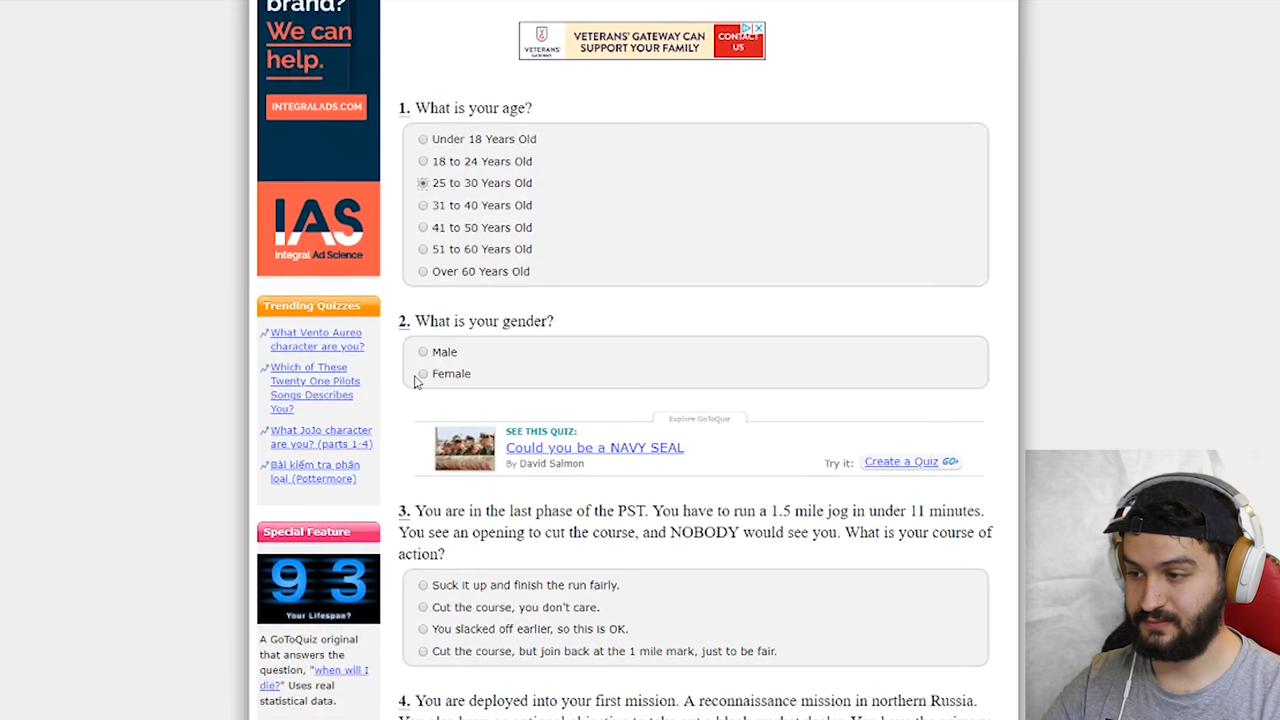 brand?
We can
help.
INTEGRALADS.COM
IAS
Integral Ad Science
VETERANS'
VETERANS' GATEWAY CAN
SUPPORT YOUR FAMILY
CONTACT
US
1. What is your age?
Under 18 Years Old
18 to 24 Years Old
25 to 30 Years Old
31 to 40 Years Old
41 to 50 Years Old
51 to 60 Years Old
Over 60 Years Old
Trending Quizzes
What Vento Aureo
character are you?
Which of These
Twenty One Pilots
Songs Describes
You?
What JoJo character
are you? (parts 1-4)
Bài kiểm tra phân
loại (Pottermore)
2. What is your gender?
Male
Female
Explore GoToQuiz
SEE THIS QUIZ:
Could you be a NAVY SEAL
By David Salmon
Try it: Create a Quiz GO>
3. You are in the last phase of the PST. You have to run a 1.5 mile jog in under 11 minutes.
You see an opening to cut the course, and NOBODY would see you. What is your course of
action?
Suck it up and finish the run fairly.
Cut the course, you don't care.
You slacked off earlier, so this is OK.
Cut the course, but join back at the 1 mile mark, just to be fair.
Special Feature
93
Your Lifespan?
A GoToQuiz original
that answers the
question, "when will I
die?" Uses real
statistical data.
4. You are deployed into your first mission. A reconnaissance mission in northern Russia.